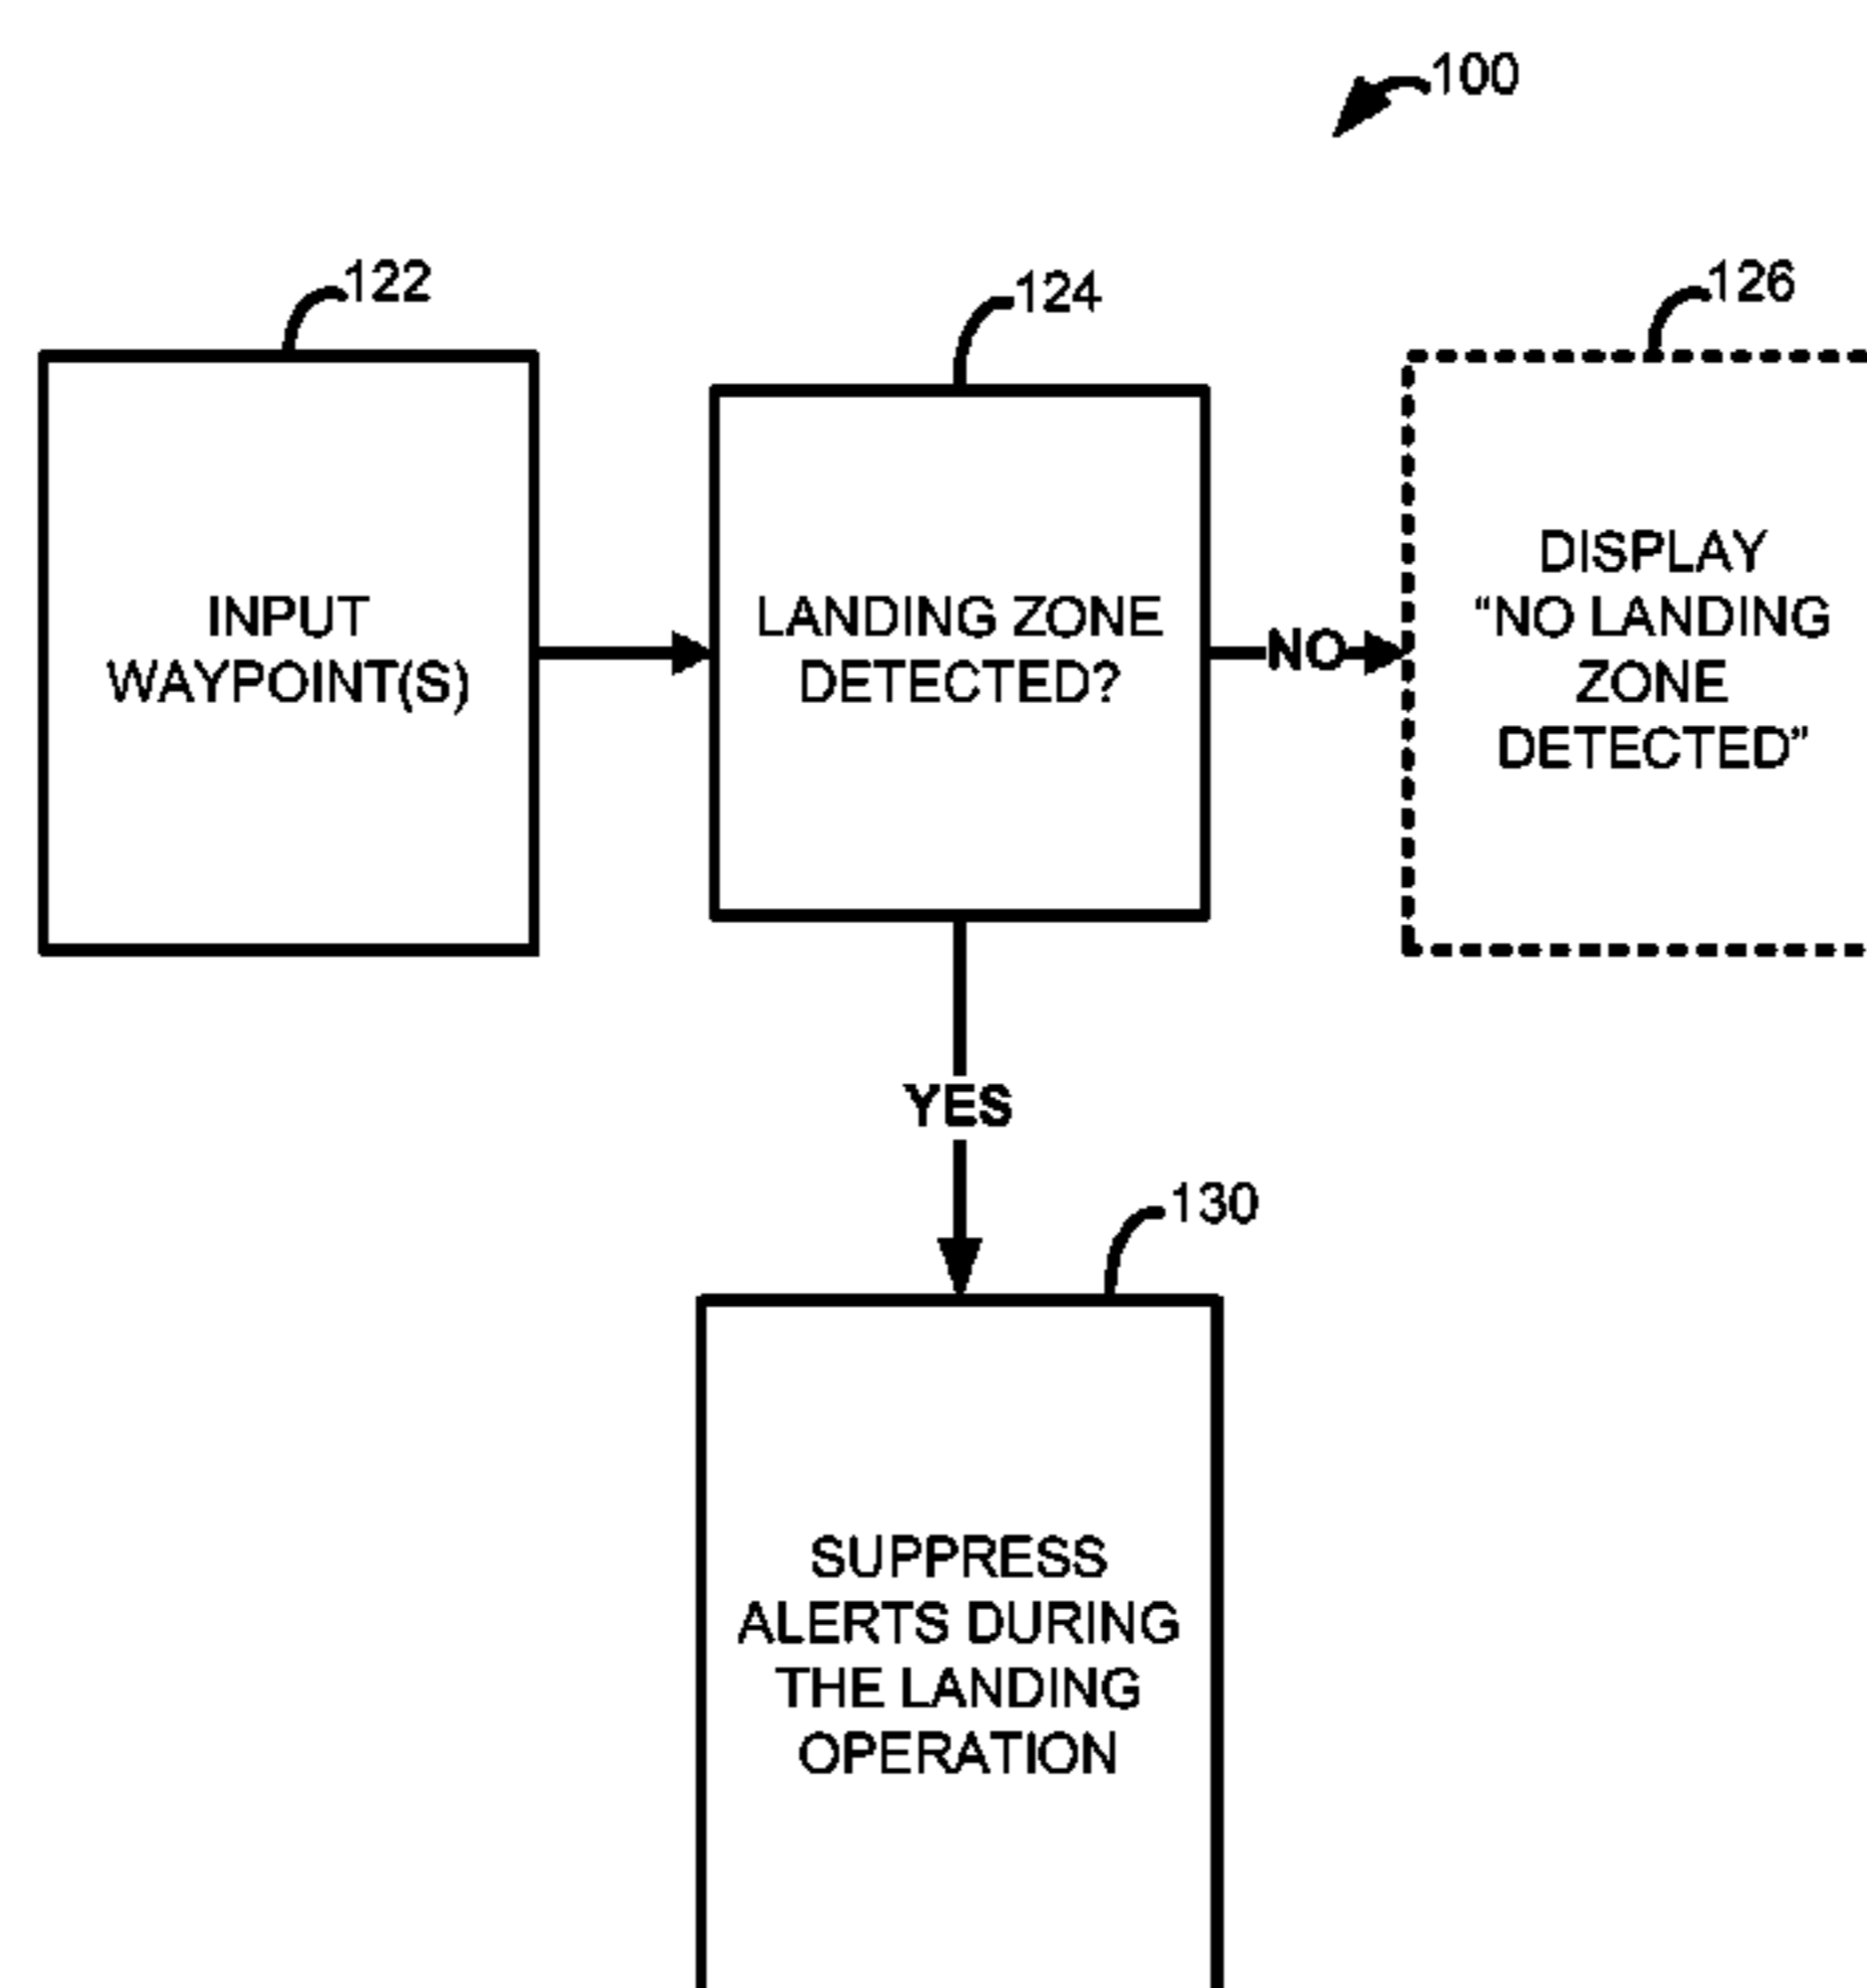 100
122
124
126
INPUT
WAYPOINT(S)
LANDING ZONE
DETECTED?
NO
DISPLAY
“NO LANDING
ZONE
DETECTED”
YES
130
SUPPRESS
ALERTS DURING
THE LANDING
OPERATION